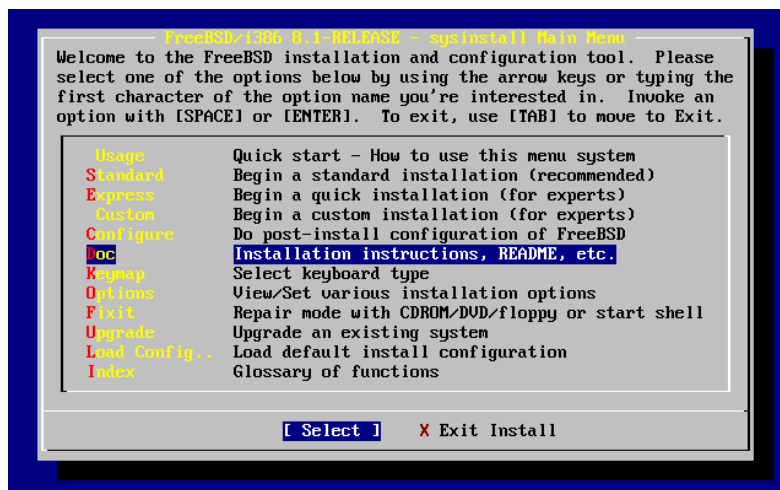 FreeBSD/i386 8.1-RELEASE - sysinstall Main Menu
Welcome to the FreeBSD installation and configuration tool.  Please
select one of the options below by using the arrow keys or typing the
first character of the option name you're interested in.  Invoke an
option with [SPACE] or [ENTER].  To exit, use [TAB] to move to Exit.
Usage Quick start - How to use this menu system
Standard Begin a standard installation (recommended)
Express Begin a quick installation (for experts)
Custom Begin a custom installation (for experts)
Configure Do post-install configuration of FreeBSD
Doc Installation instructions, README, etc.
Keymap Select keyboard type
Options View/Set various installation options
Fixit Repair mode with CDROM/DVD/floppy or start shell
Upgrade Upgrade an existing system
Load Config.. Load default install configuration
Index Glossary of functions
[ Select ] X Exit Install